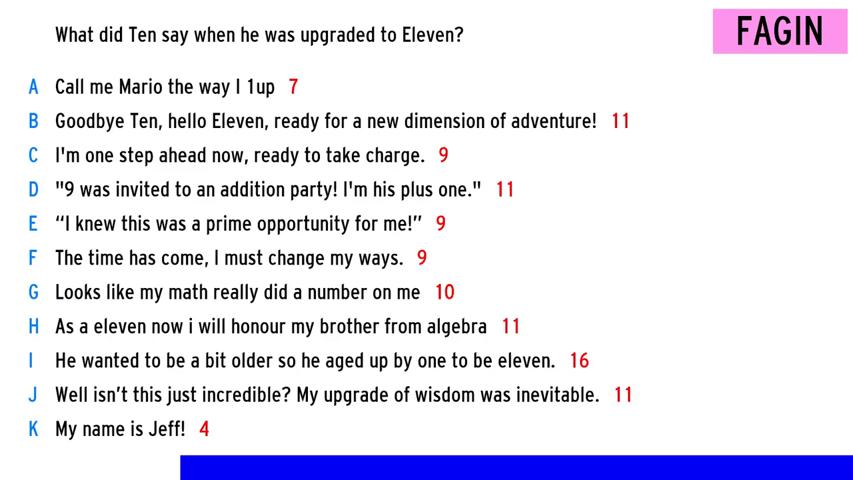 What did Ten say when he was upgraded to Eleven?
FAGIN
A Call me Mario the way I 1up 7
B Goodbye Ten, hello Eleven, ready for a new dimension of adventure! 11
C I'm one step ahead now, ready to take charge. 9
D "9 was invited to an addition party! I'm his plus one." 11
E “I knew this was a prime opportunity for me!” 9
F The time has come, I must change my ways. 9
G Looks like my math really did a number on me 10
H As a eleven now i will honour my brother from algebra 11
I He wanted to be a bit older so he aged up by one to be eleven. 16
J Well isn’t this just incredible? My upgrade of wisdom was inevitable. 11
K My name is Jeff! 4